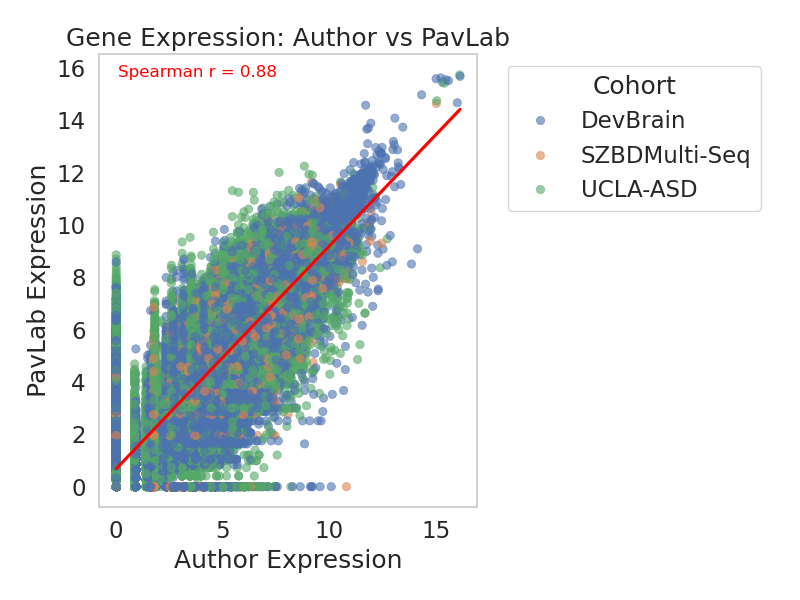 Gene Expression: Author vs PavLab
Spearman r = 0.88
16
14
12
10
8
6
4
2
0
PavLab Expression
0 5 10 15
Author Expression
Cohort
DevBrain
SZBDMulti-Seq
UCLA-ASD